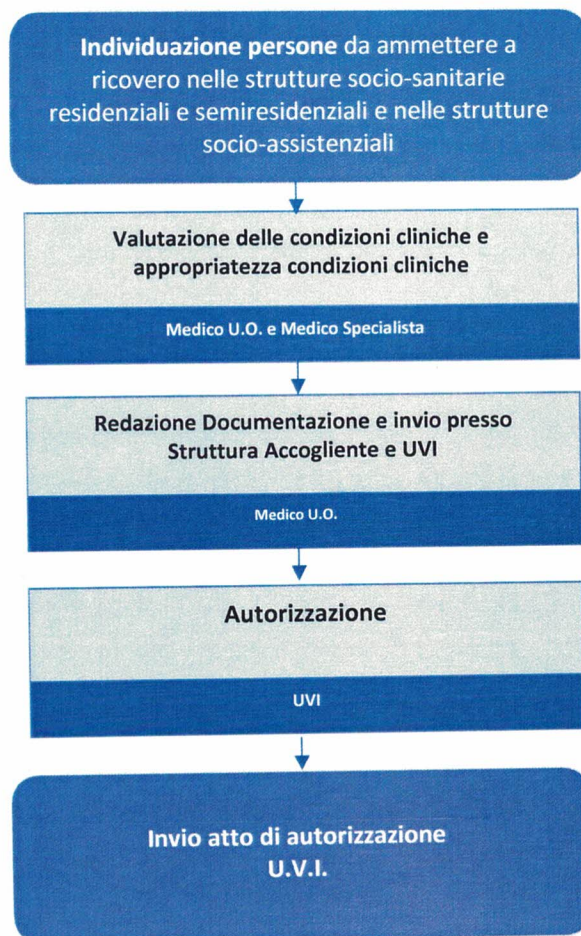 Individuazione persone da ammettere a
ricovero nelle strutture socio-sanitarie
residenziali e semiresidenziali e nelle strutture
socio-assistenziali
Valutazione delle condizioni cliniche e
appropriatezza condizioni cliniche
Medico U.O. e Medico Specialista
Redazione Documentazione e invio presso
Struttura Accogliente e UVI
Medico U.O.
Autorizzazione
UVI
Invio atto di autorizzazione
U.V.I.